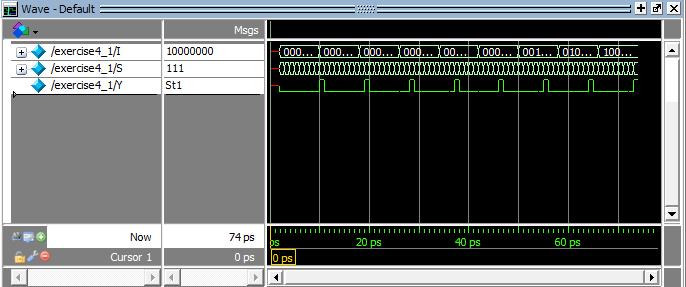 Wave - Default
Msgs
/exercise4_1/I 10000000 000... 000... 000... 000... 00... 000... 001... 010... 100...
/exercise4_1/S 111
/exercise4_1/Y St1
Now 74 ps ps 20 ps 40 ps 60 ps
Cursor 1 0 ps 0 ps